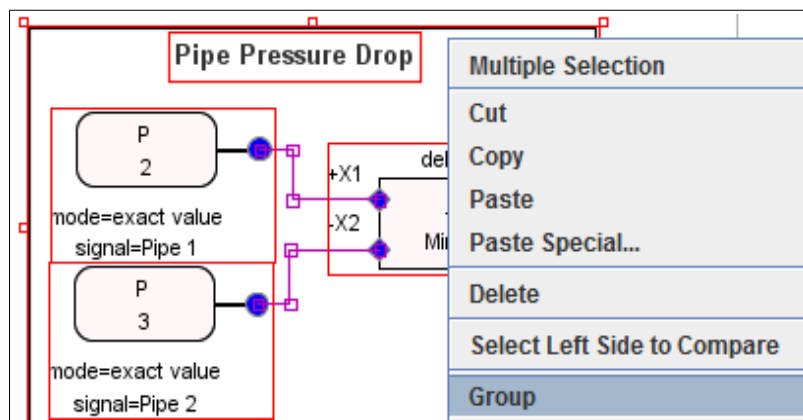 Pipe Pressure Drop
P
2
mode=exact value
signal=Pipe 1
+X1
-X2
P
3
mode=exact value
signal=Pipe 2
Multiple Selection
Cut
Copy
Paste
Paste Special...
Delete
Select Left Side to Compare
Group